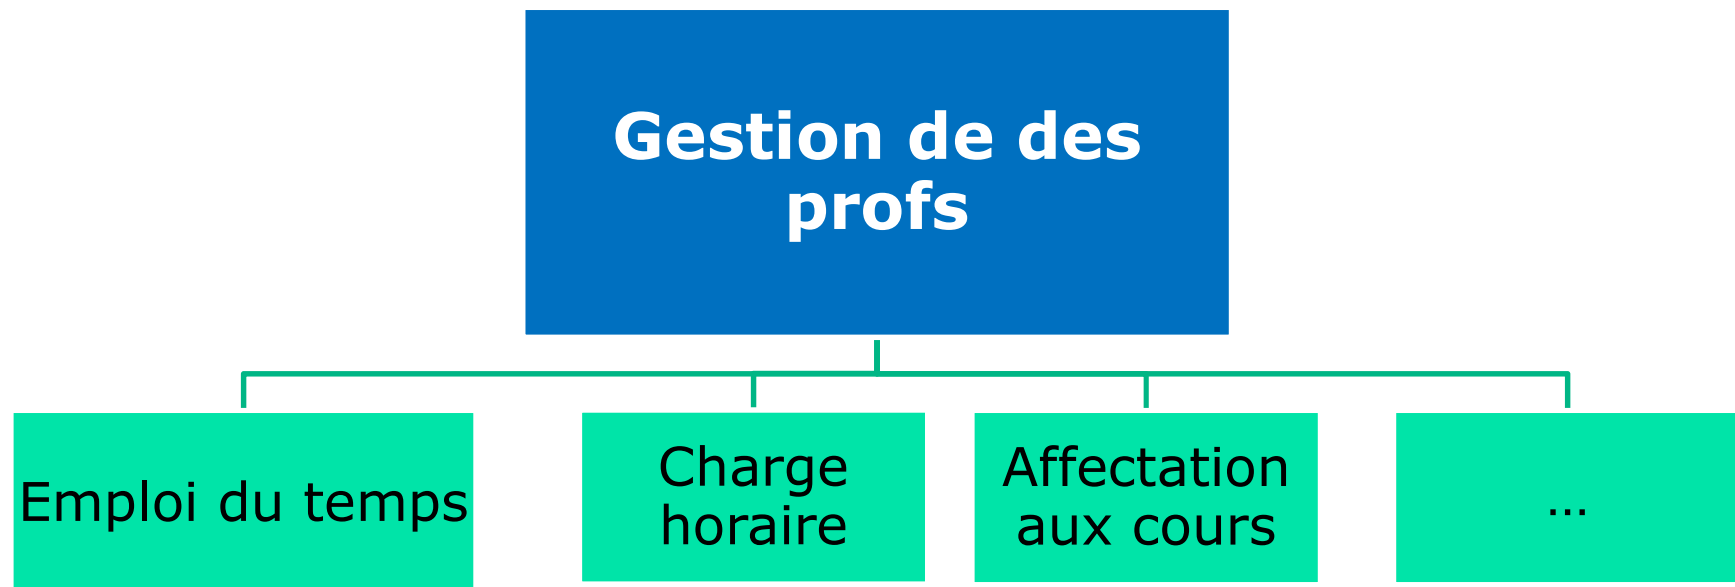 Gestion de des
profs
Emploi du temps
Charge
horaire
Affectation
aux cours
...